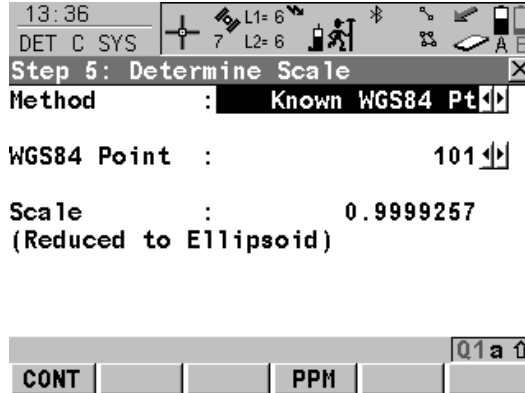 13:36
DET C SYS
7
L1= 6
L2= 6
A B
Step 5: Determine Scale
Method : Known WGS84 Pt
WGS84 Point : 101
Scale : 0.9999257
(Reduced to Ellipsoid)
Q1 a
CONT PPM